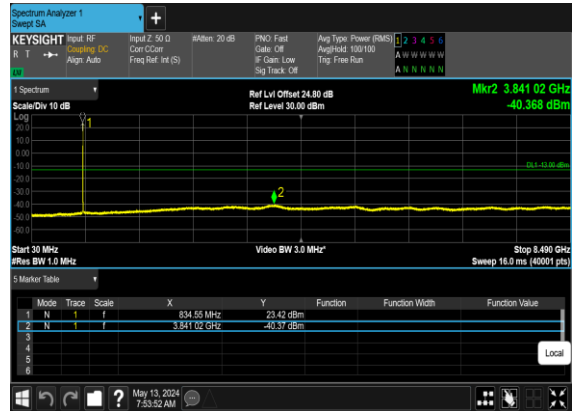 Spectrum Analyzer 1
Swept SA
+
KEYSIGHT Input: RF Input Z: 50 Ω #Atten: 20 dB PNO: Fast Avg Type: Power (RMS) 1 2 3 4 5 6
R T Coupling: DC Corr CCorr Gate: Off Avg|Hold: 100/100 A W W W W W
Align: Auto Freq Ref: Int (S) IF Gain: Low Trig: Free Run A N N N N N
Sig Track: Off
1 Spectrum
Ref Lvl Offset 24.80 dB Mkr2 3.841 02 GHz
Scale/Div 10 dB Ref Level 30.00 dBm -40.368 dBm
Log
1
20.0
10.0
0.00
-10.0
DL1 -13.00 dBm
-20.0
-30.0
2
-40.0
-50.0
-60.0
Start 30 MHz Video BW 3.0 MHz* Stop 8.490 GHz
#Res BW 1.0 MHz Sweep 16.0 ms (40001 pts)
5 Marker Table
Mode Trace Scale X Y Function Function Width Function Value
1 N 1 f 834.55 MHz 23.42 dBm
2 N 1 f 3.841 02 GHz -40.37 dBm
3
4
5
6
Local
?
May 13, 2024
7:53:52 AM